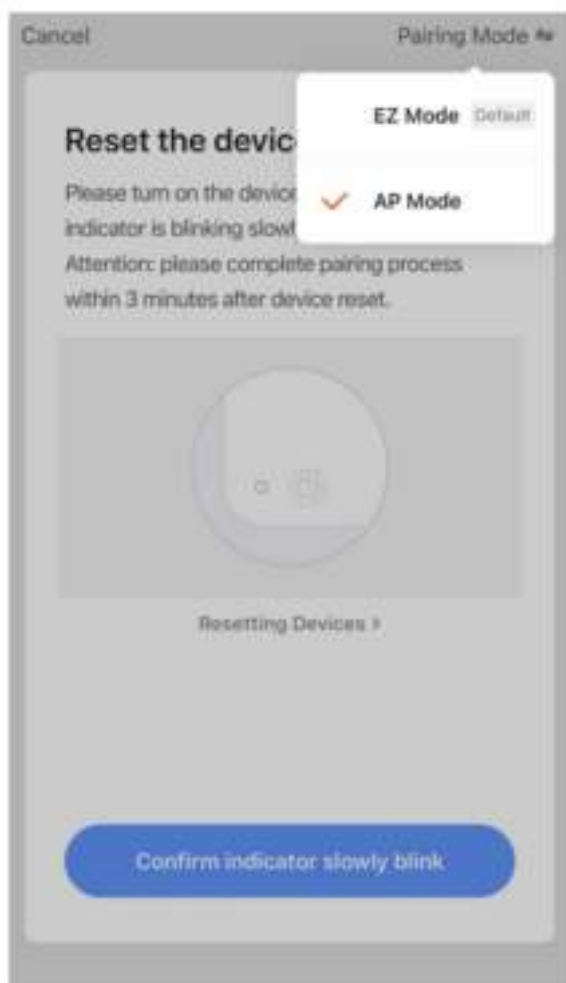 Cancel
Pairing Mode ⇋
EZ Mode Default
AP Mode
Reset the devic
Please turn on the device
indicator is blinking slowl
Attention: please complete pairing process
within 3 minutes after device reset.
Resetting Devices >
Confirm indicator slowly blink